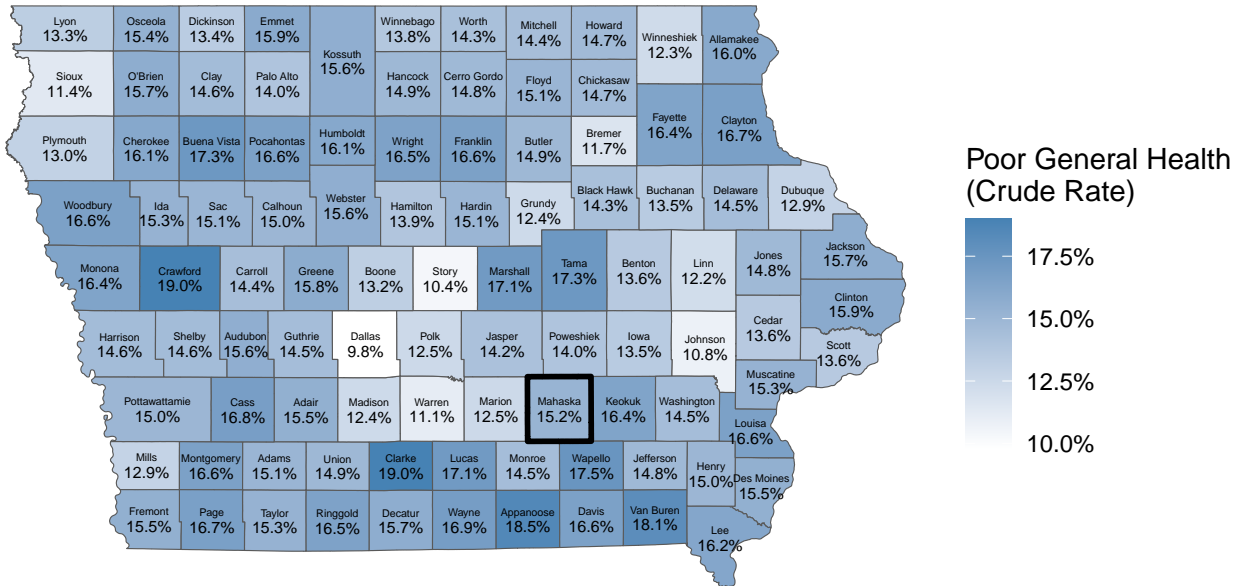 Lyon
13.3%
Osceola
15.4%
Dickinson
13.4%
Emmet
15.9%
Kossuth
15.6%
Winnebago
13.8%
Worth
14.3%
Mitchell
14.4%
Howard
14.7%
Winneshiek
12.3%
Allamakee
16.0%
Sioux
11.4%
O'Brien
15.7%
Clay
14.6%
Palo Alto
14.0%
Hancock
14.9%
Cerro Gordo
14.8%
Floyd
15.1%
Chickasaw
14.7%
Fayette
16.4%
Clayton
16.7%
Plymouth
13.0%
Cherokee
16.1%
Buena Vista
17.3%
Pocahontas
16.6%
Humboldt
16.1%
Wright
16.5%
Franklin
16.6%
Butler
14.9%
Bremer
11.7%
Woodbury
16.6%
Ida
15.3%
Sac
15.1%
Calhoun
15.0%
Webster
15.6%
Hamilton
13.9%
Hardin
15.1%
Grundy
12.4%
Black Hawk
14.3%
Buchanan
13.5%
Delaware
14.5%
Dubuque
12.9%
Monona
16.4%
Crawford
19.0%
Carroll
14.4%
Greene
15.8%
Boone
13.2%
Story
10.4%
Marshall
17.1%
Tama
17.3%
Benton
13.6%
Linn
12.2%
Jones
14.8%
Jackson
15.7%
Clinton
15.9%
Harrison
14.6%
Shelby
14.6%
Audubon
15.6%
Guthrie
14.5%
Dallas
9.8%
Polk
12.5%
Jasper
14.2%
Poweshiek
14.0%
Iowa
13.5%
Johnson
10.8%
Cedar
13.6%
Scott
13.6%
Muscatine
15.3%
Pottawattamie
15.0%
Cass
16.8%
Adair
15.5%
Madison
12.4%
Warren
11.1%
Marion
12.5%
Mahaska
15.2%
Keokuk
16.4%
Washington
14.5%
Louisa
16.6%
Mills
12.9%
Montgomery
16.6%
Adams
15.1%
Union
14.9%
Clarke
19.0%
Lucas
17.1%
Monroe
14.5%
Wapello
17.5%
Jefferson
14.8%
Henry
15.0%
Des Moines
15.5%
Fremont
15.5%
Page
16.7%
Taylor
15.3%
Ringgold
16.5%
Decatur
15.7%
Wayne
16.9%
Appanoose
18.5%
Davis
16.6%
Van Buren
18.1%
Lee
16.2%
Poor General Health
(Crude Rate)
17.5%
15.0%
12.5%
10.0%